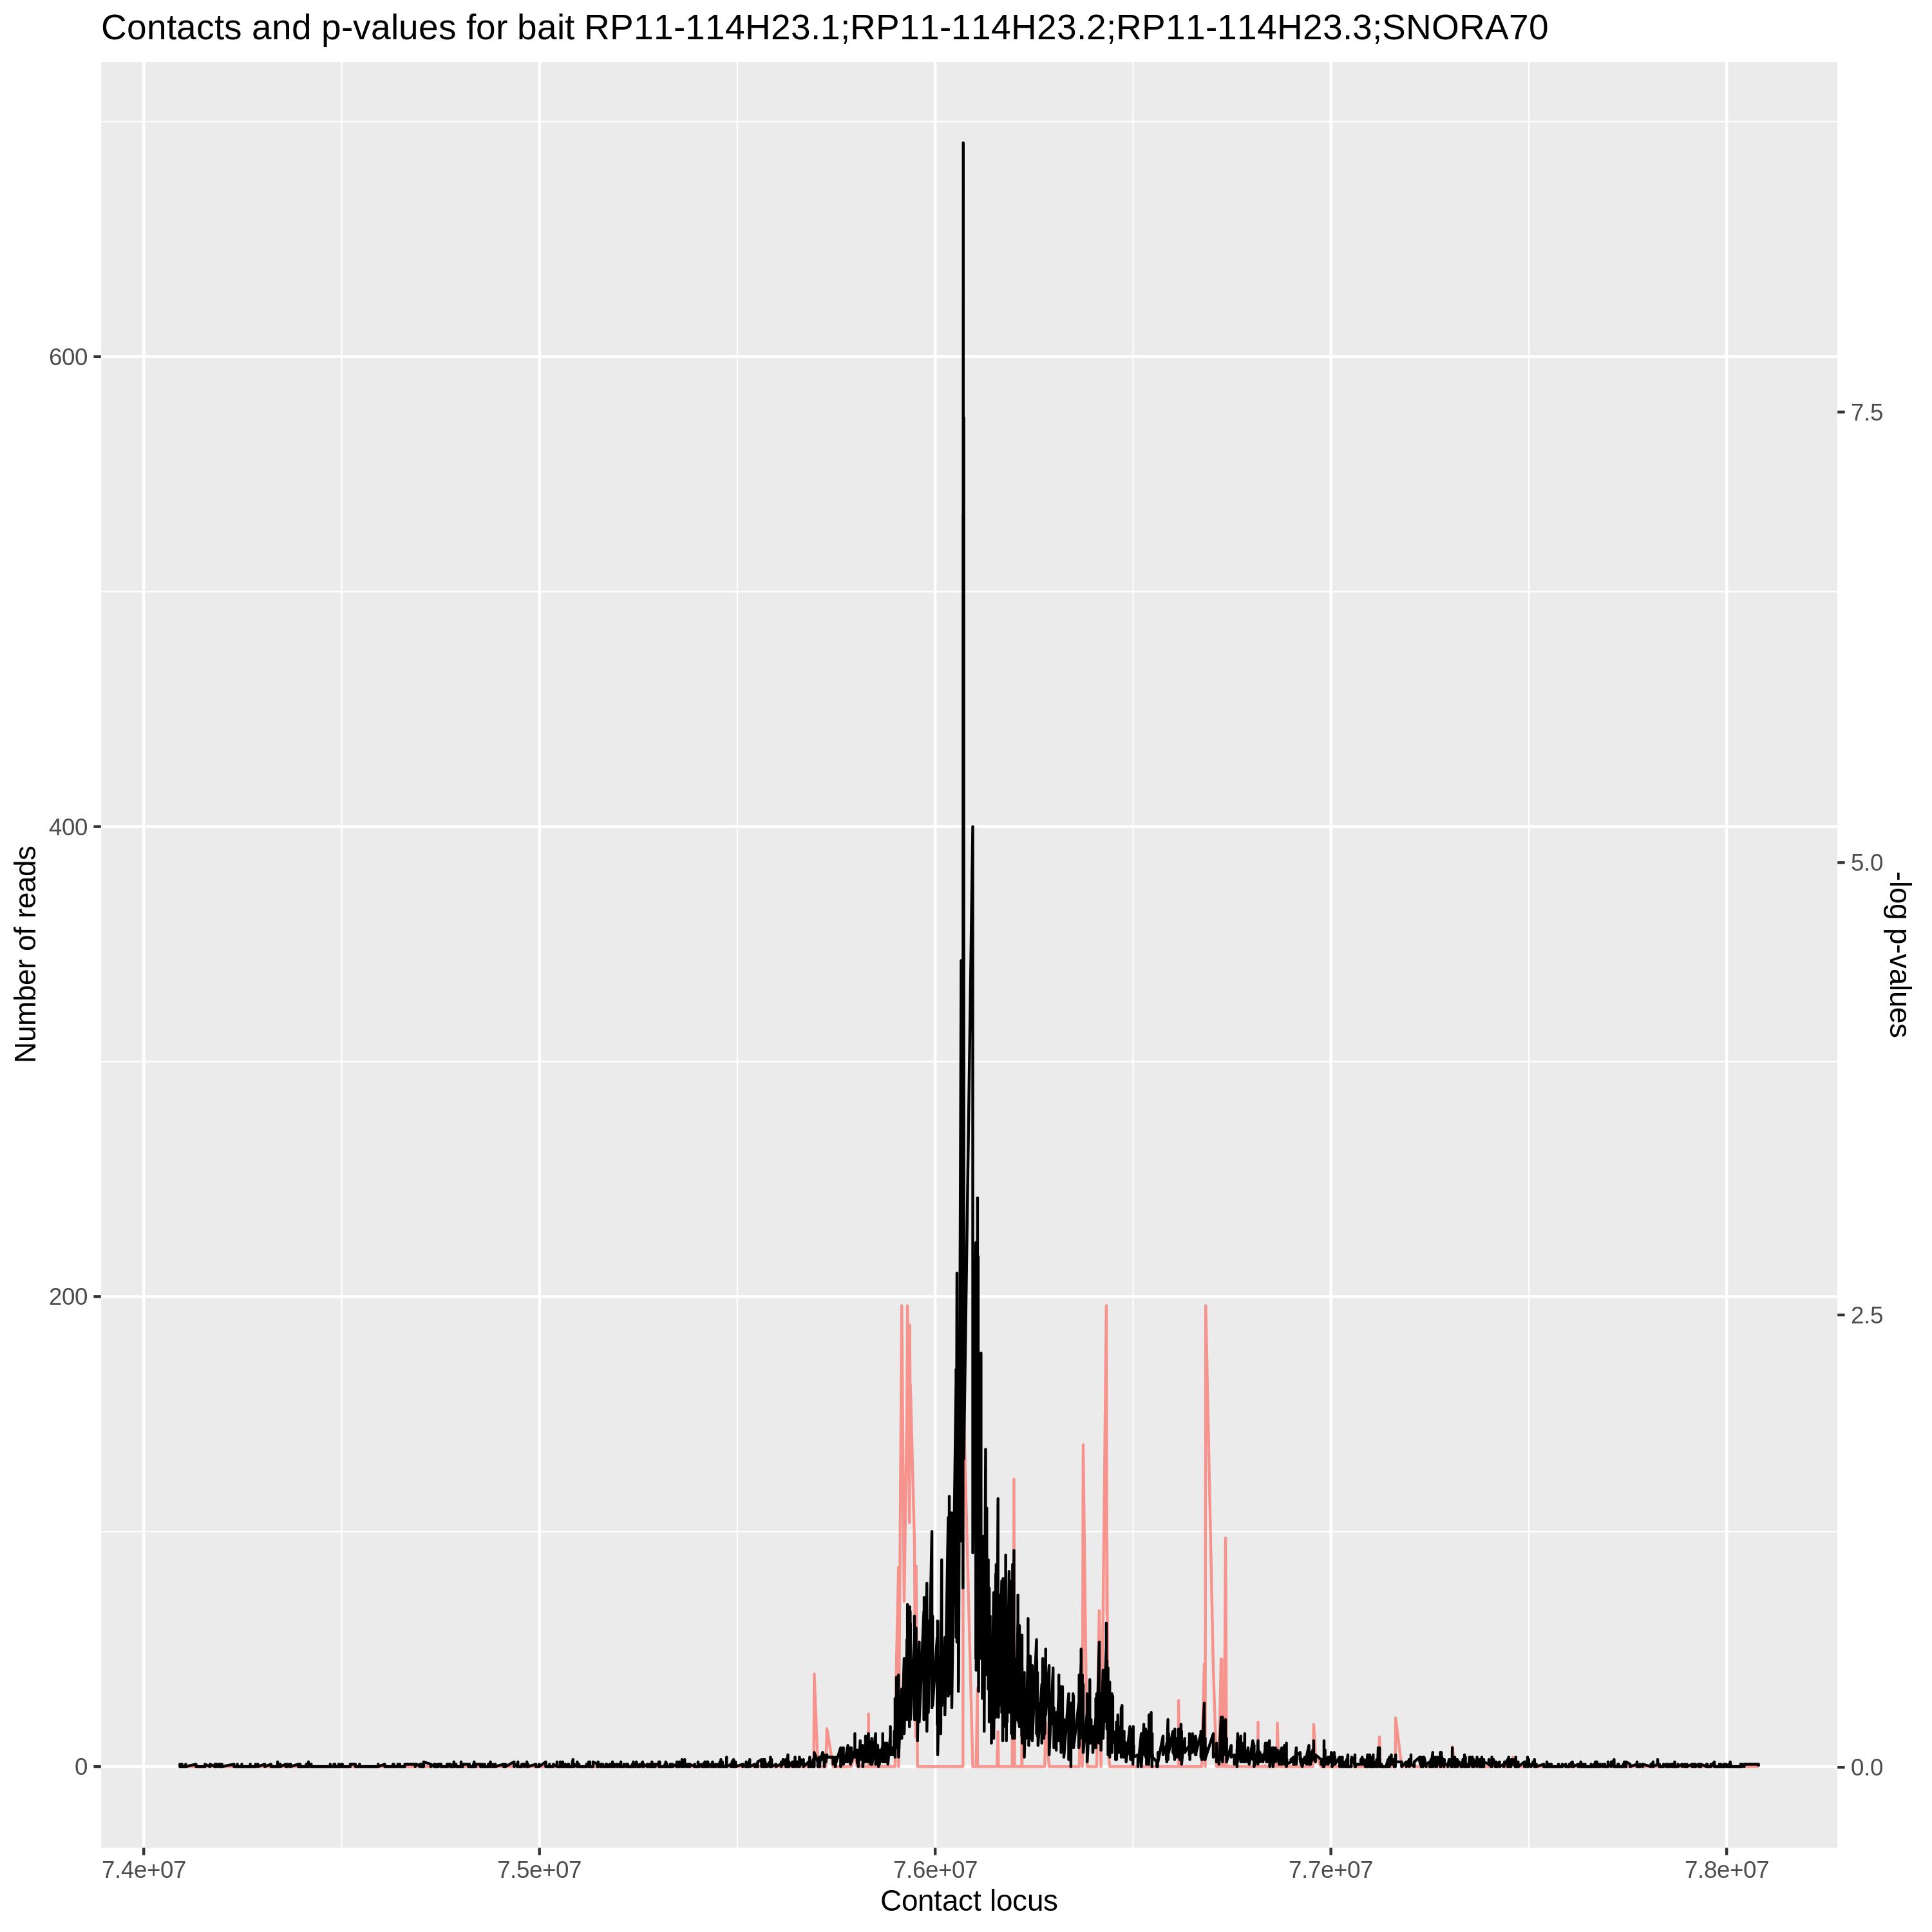 Contacts and p-values for bait RP11-114H23.1;RP11-114H23.2;RP11-114H23.3;SNORA70
600
400
200
0
Number of reads
7.5
5.0
2.5
0.0
-log p-values
7.4e+07 7.5e+07 7.6e+07 7.7e+07 7.8e+07
Contact locus